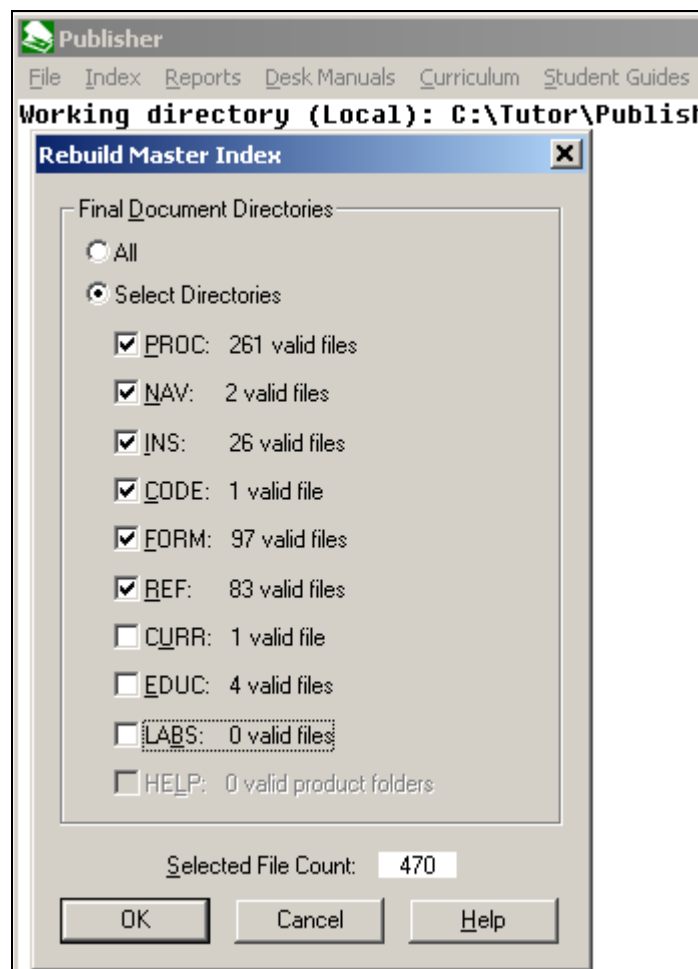 Publisher
File Index Reports Desk Manuals Curriculum Student Guides
Working directory (Local): C:\Tutor\Publish
Rebuild Master Index
Final Document Directories
All
Select Directories
PROC: 261 valid files
NAV: 2 valid files
INS: 26 valid files
CODE: 1 valid file
FORM: 97 valid files
REF: 83 valid files
CURR: 1 valid file
EDUC: 4 valid files
LABS: 0 valid files
HELP: 0 valid product folders
Selected File Count: 470
OK Cancel Help